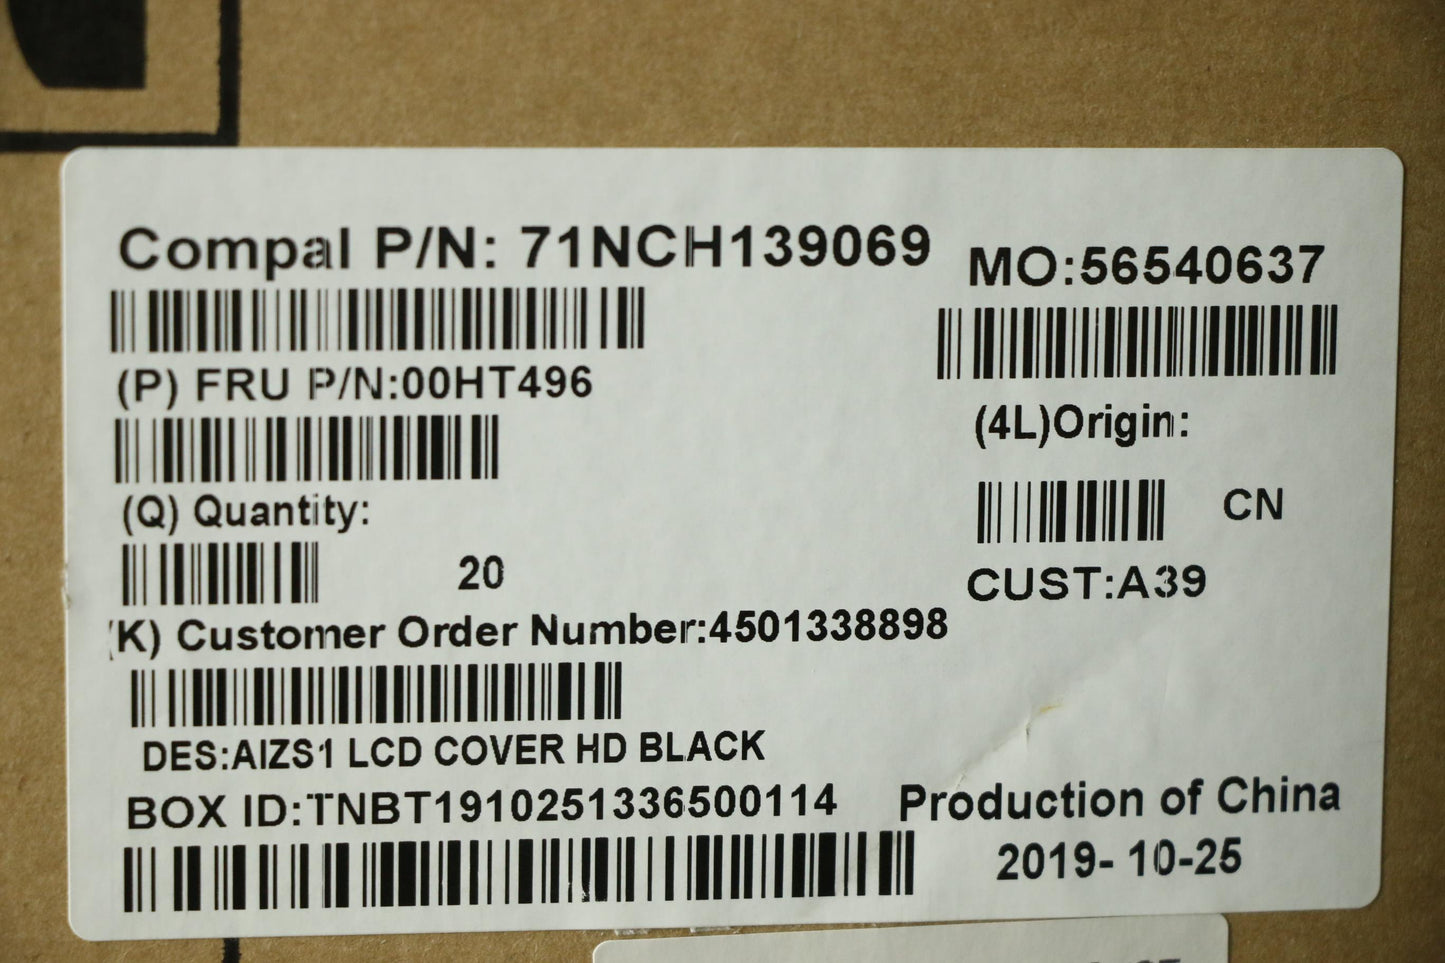 Compal P/N: 71NCH139069
MO:56540637
(P) FRU P/N:00HT496
(4L)Origin:
(Q) Quantity:
CN
20
CUST:A39
(K) Customer Order Number:4501338898
DES:AIZS1 LCD COVER HD BLACK
BOX ID:TNBT1910251336500114
Production of China
2019- 10-25